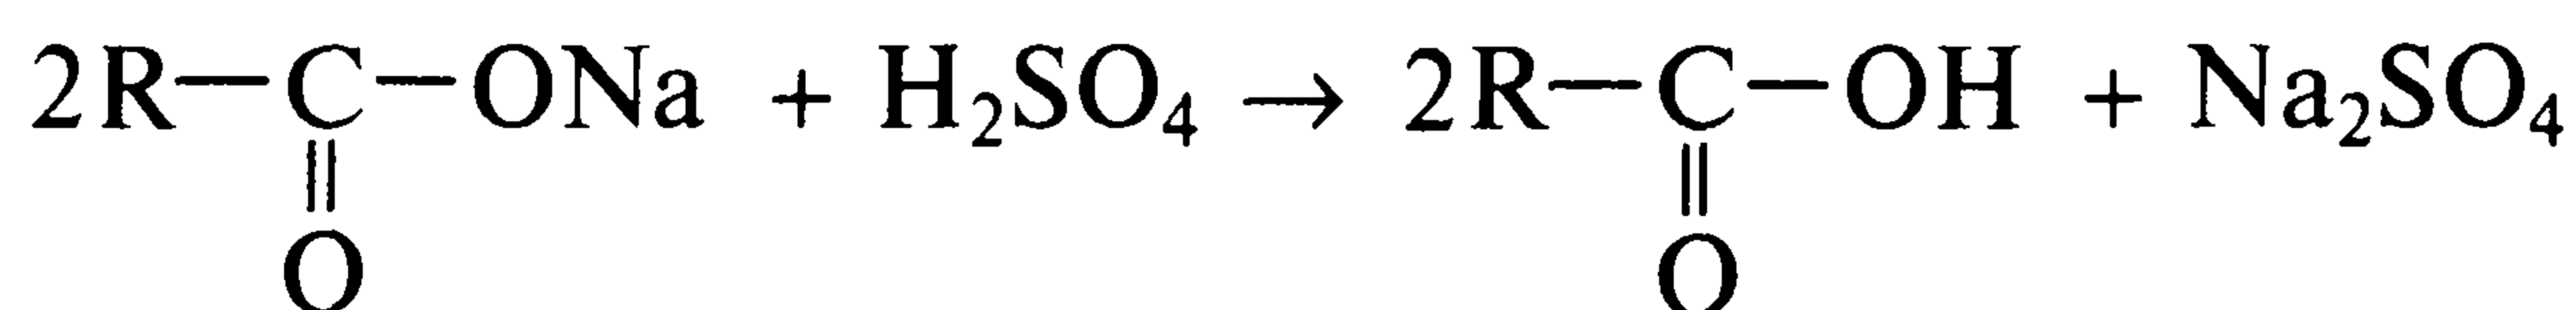 2R—C—ONa + H₂SO₄ → 2R—C—OH + Na₂SO₄
|| ||
O O